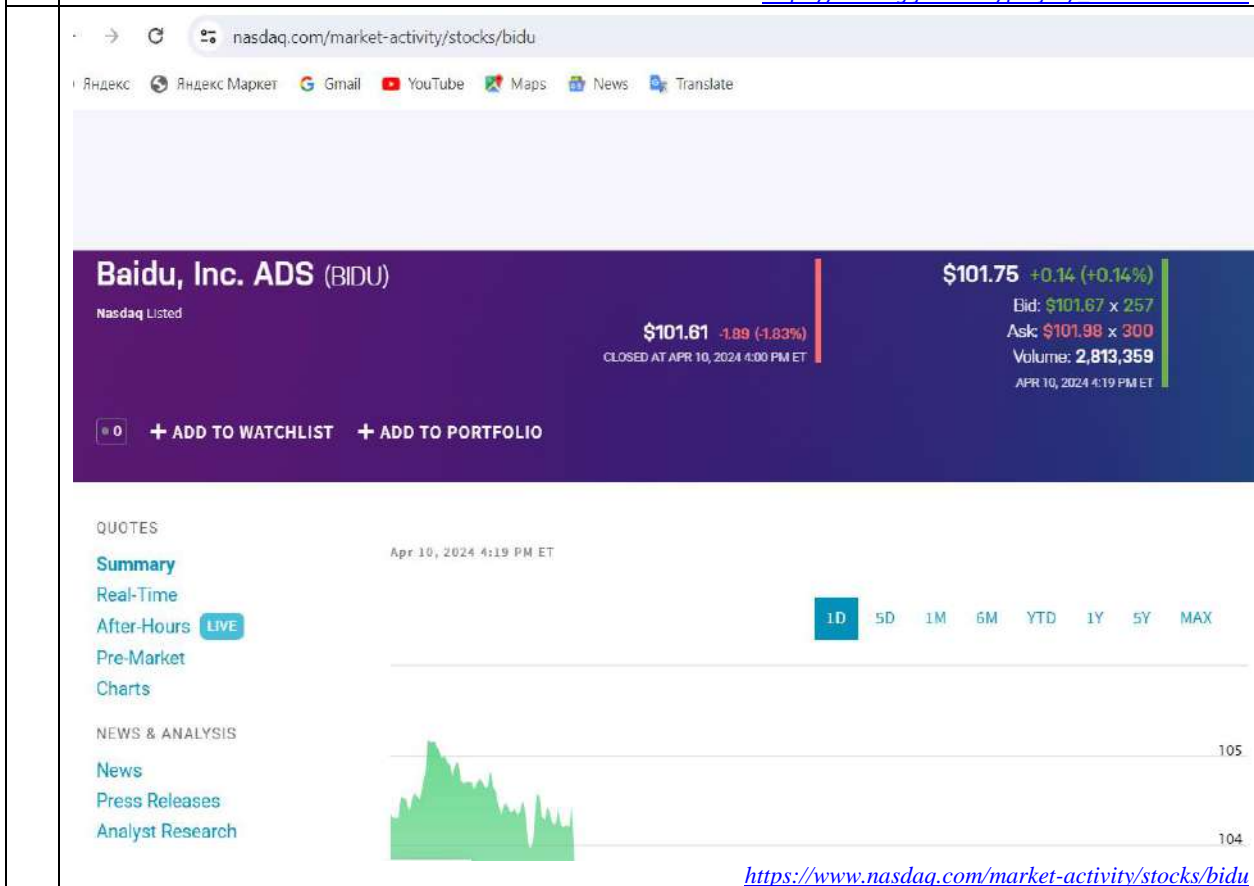 nasdaq.com/market-activity/stocks/bidu
Яндекс Яндекс Маркет Gmail YouTube Maps News Translate
Baidu, Inc. ADS (BIDU)
Nasdaq Listed
$101.61 -1.89 (-1.83%)
CLOSED AT APR 10, 2024 4:00 PM ET
$101.75 +0.14 (+0.14%)
Bid: $101.67 x 257
Ask: $101.98 x 300
Volume: 2,813,359
APR 10, 2024 4:19 PM ET
0 + ADD TO WATCHLIST + ADD TO PORTFOLIO
QUOTES
Summary
Real-Time
After-Hours LIVE
Pre-Market
Charts
NEWS & ANALYSIS
News
Press Releases
Analyst Research
Apr 10, 2024 4:19 PM ET
1D 5D 1M 6M YTD 1Y 5Y MAX
105
104
https://www.nasdaq.com/market-activity/stocks/bidu